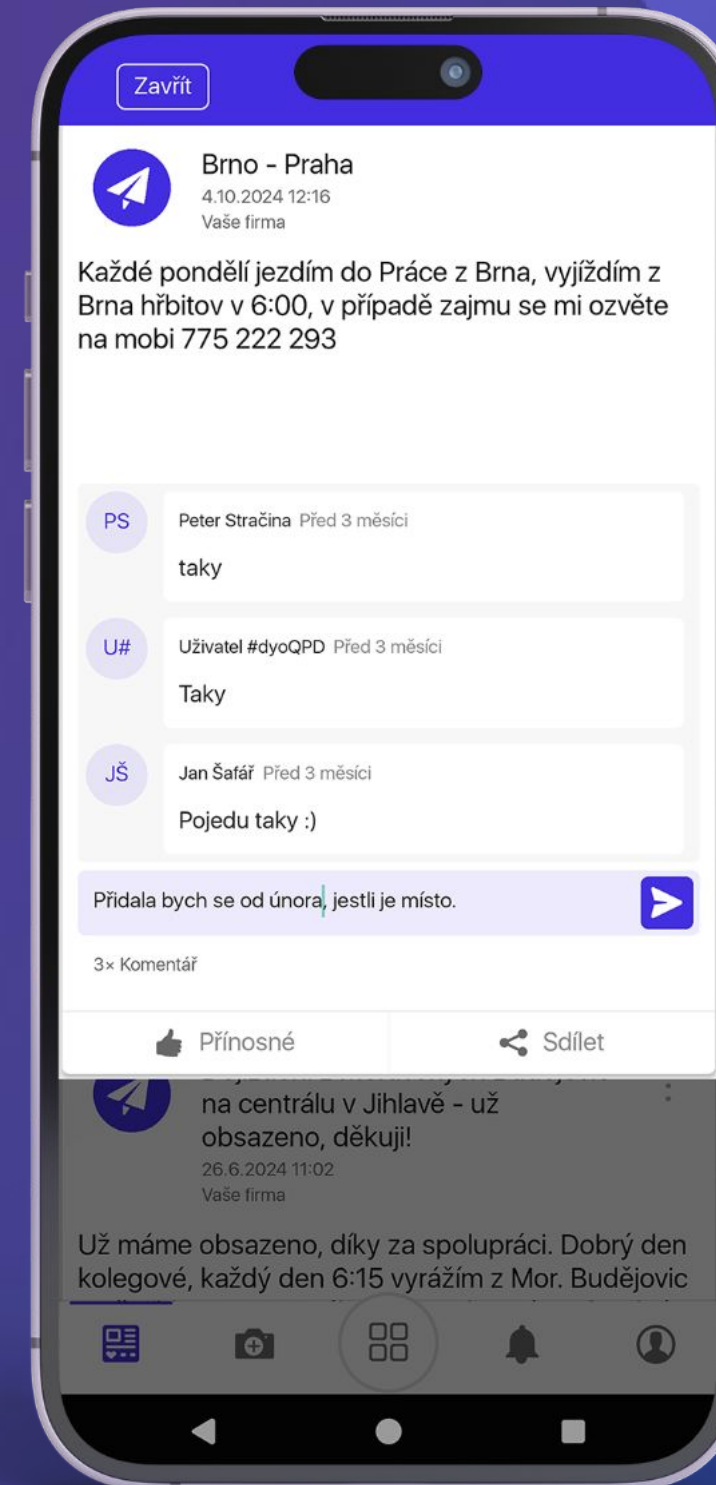 Zavřít
Brno - Praha
4.10.2024 12:16
Vaše firma
Každé pondělí jezdím do Práce z Brna, vyjíždím z
Brna hřbitov v 6:00, v případě zajmu se mi ozvěte
na mobi 775 222 293
PS
Peter Stračina Před 3 měsíci
taky
U#
Uživatel #dyoQPD Před 3 měsíci
Taky
JŠ
Jan Šafář Před 3 měsíci
Pojedu taky :)
Přidala bych se od února, jestli je místo.
3× Komentář
Přínosné
Sdílet
na centrálu v Jihlavě - už
obsazeno, děkuji!
26.6.2024 11:02
Vaše firma
Už máme obsazeno, díky za spolupráci. Dobrý den
kolegové, každý den 6:15 vyrážím z Mor. Budějovic